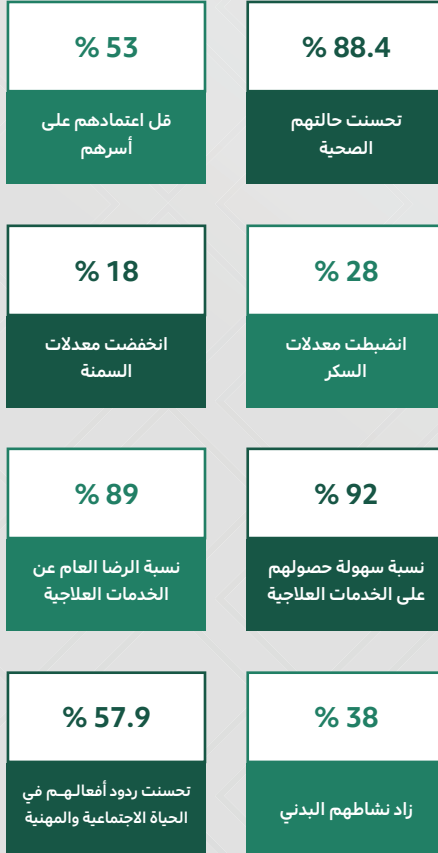 88.4 %
تحسنت حالتهم
الصحية
53 %
قل اعتمادهم على
أسرهم
28 %
انضبطت معدلات
السكر
18 %
انخفضت معدلات
السمنة
92 %
نسبة سهولة حصولهم
على الخدمات العلاجية
89 %
نسبة الرضا العام عن
الخدمات العلاجية
38 %
زاد نشاطهم البدني
57.9 %
تحسنت ردود أفعالـهـم في
الحياة الاجتماعية والمهنية